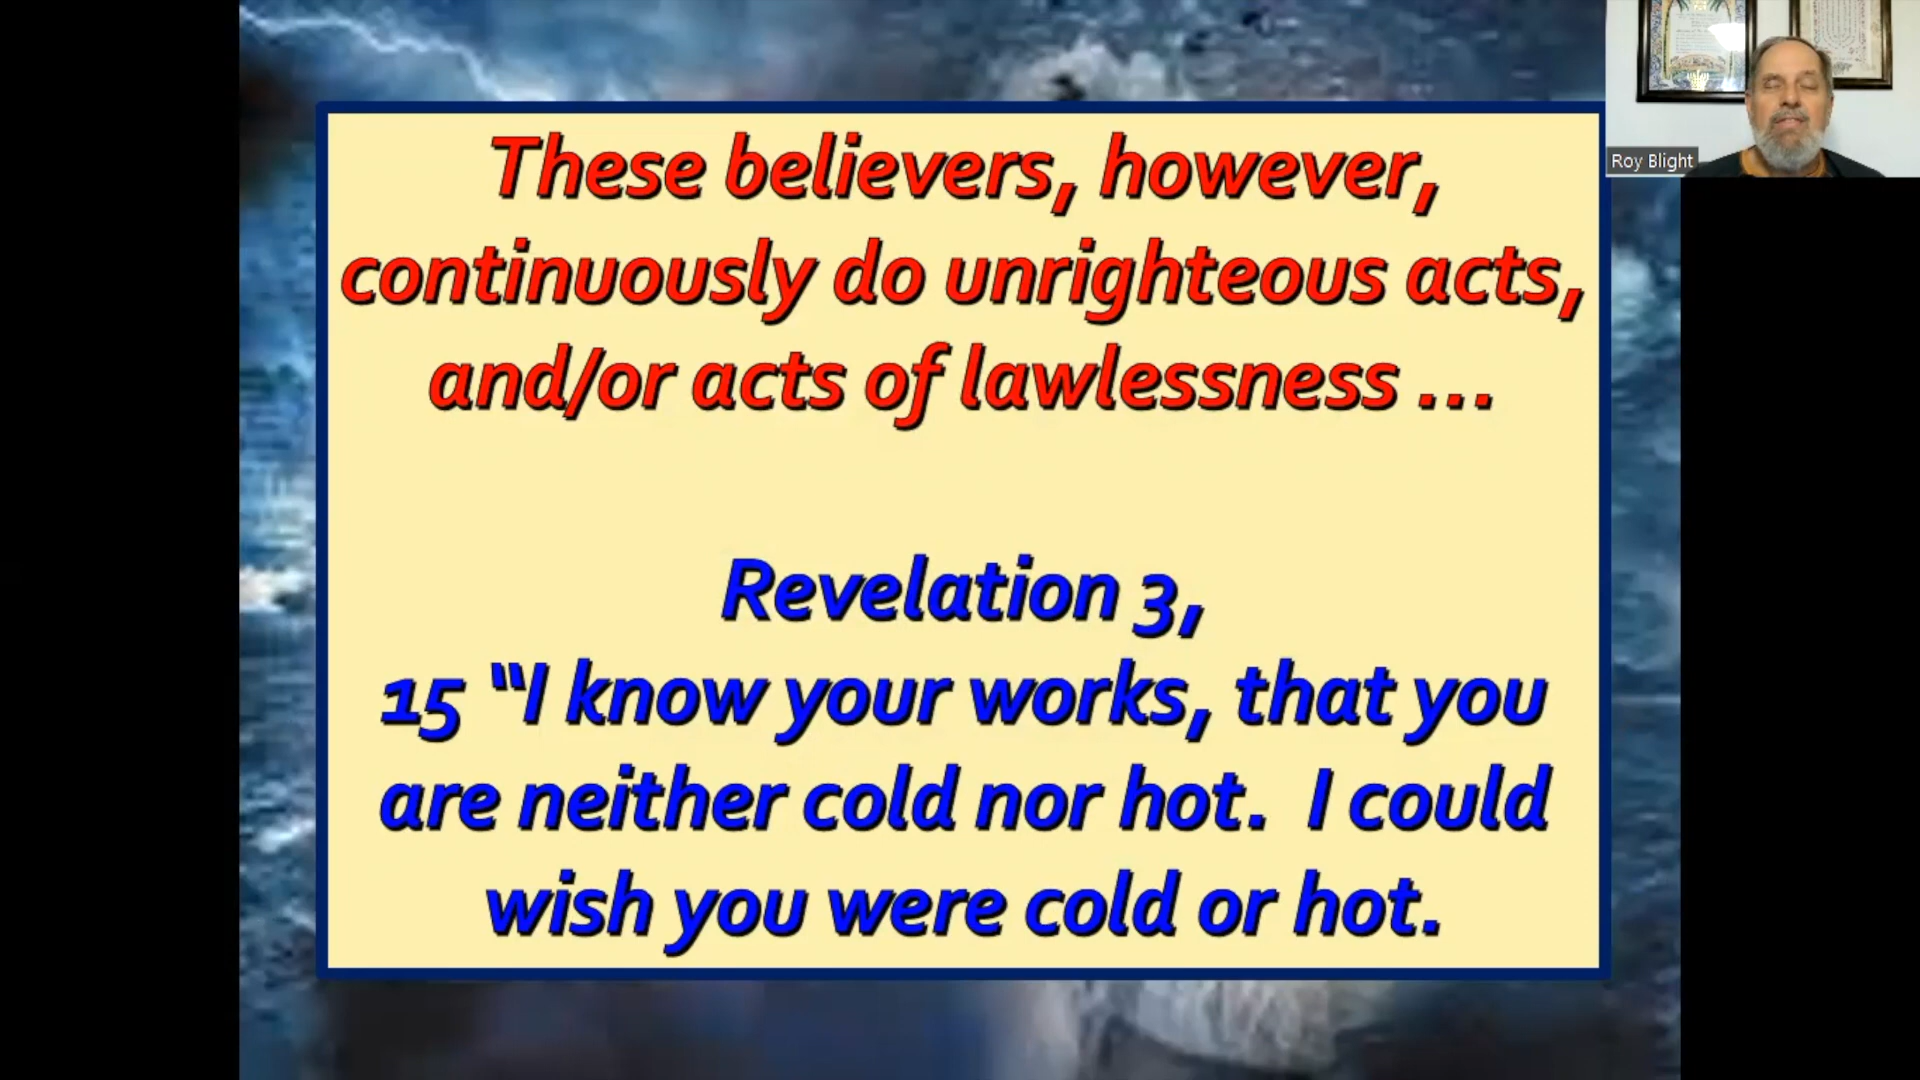 These believers, however,
continuously do unrighteous acts,
and/or acts of lawlessness ...
Revelation 3,
15 “I know your works, that you
are neither cold nor hot.  I could
wish you were cold or hot.
Roy Blight